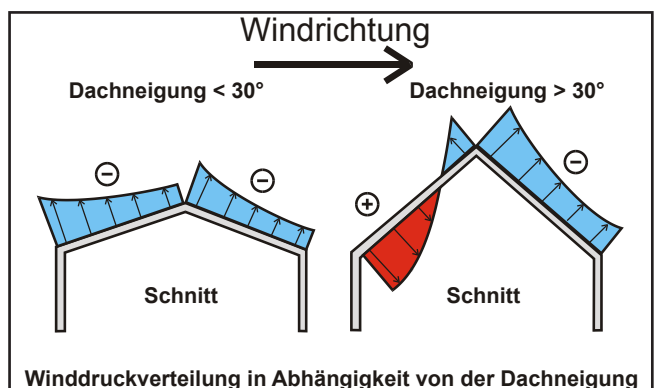 Windrichtung
Dachneigung < 30°
Dachneigung > 30°
−
−
−
+
Schnitt
Schnitt
Winddruckverteilung in Abhängigkeit von der Dachneigung